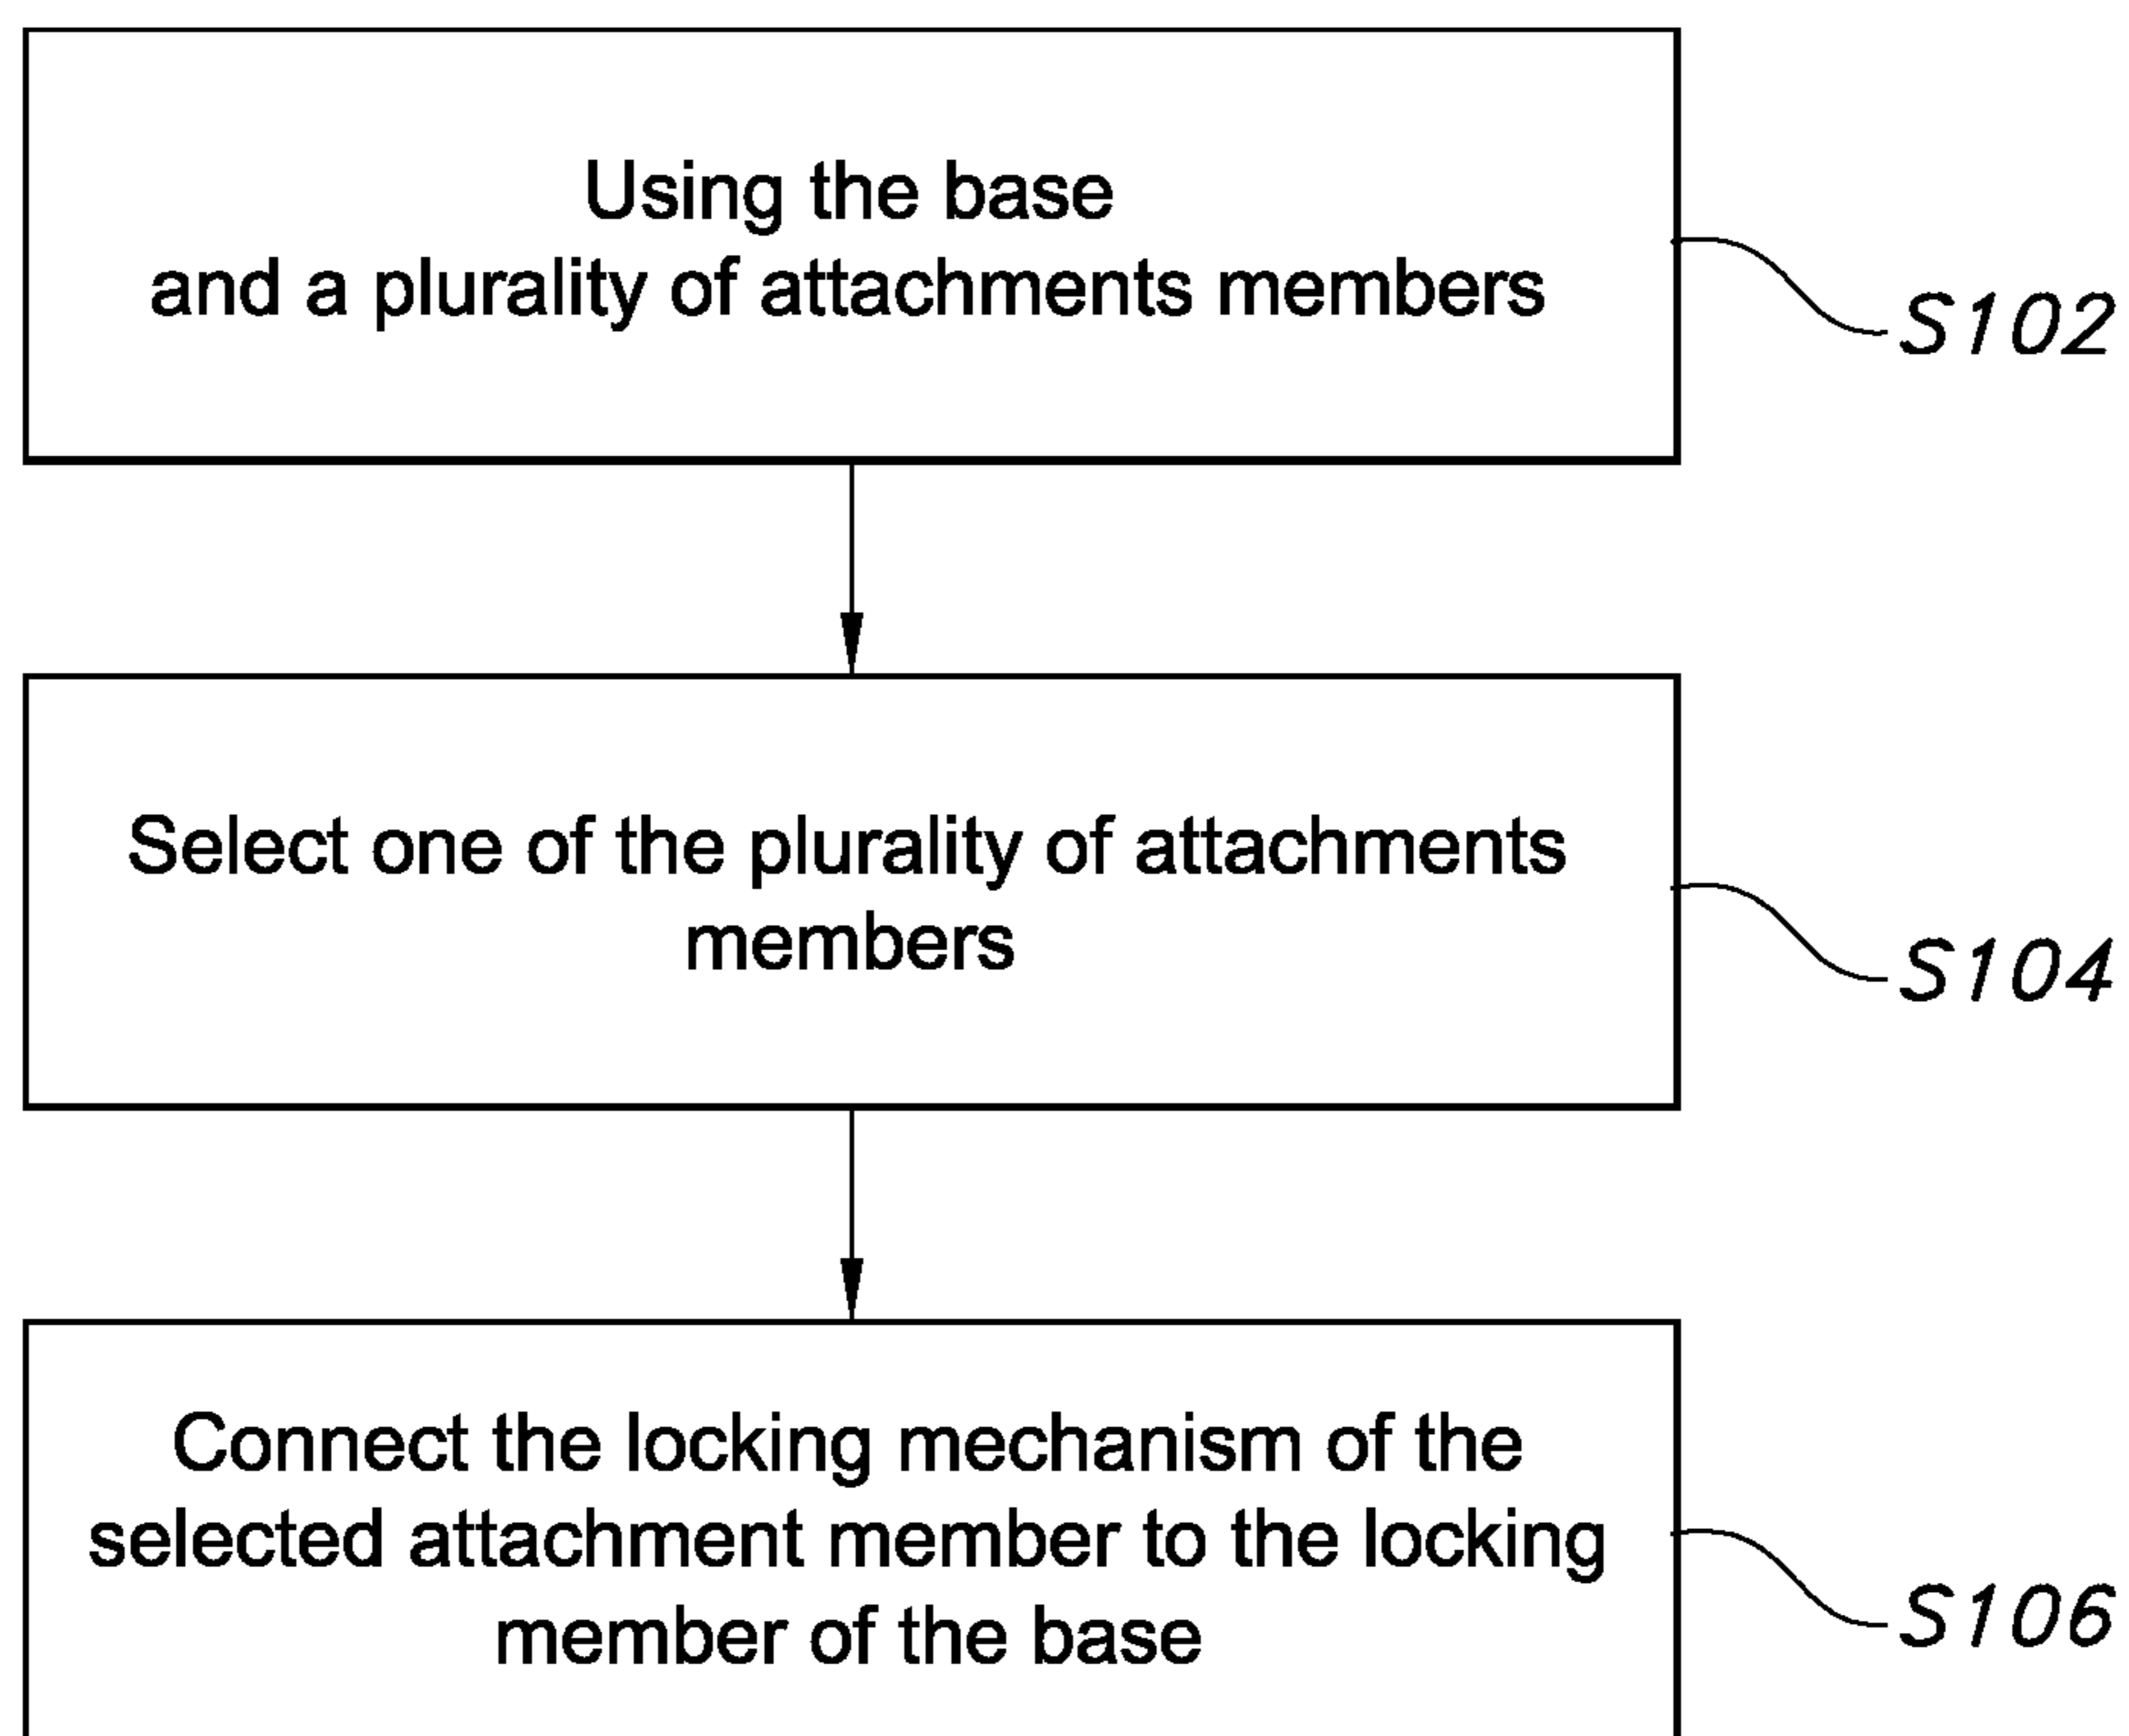 Using the base
and a plurality of attachments members
S102
Select one of the plurality of attachments
members
S104
Connect the locking mechanism of the
selected attachment member to the locking
member of the base
S106